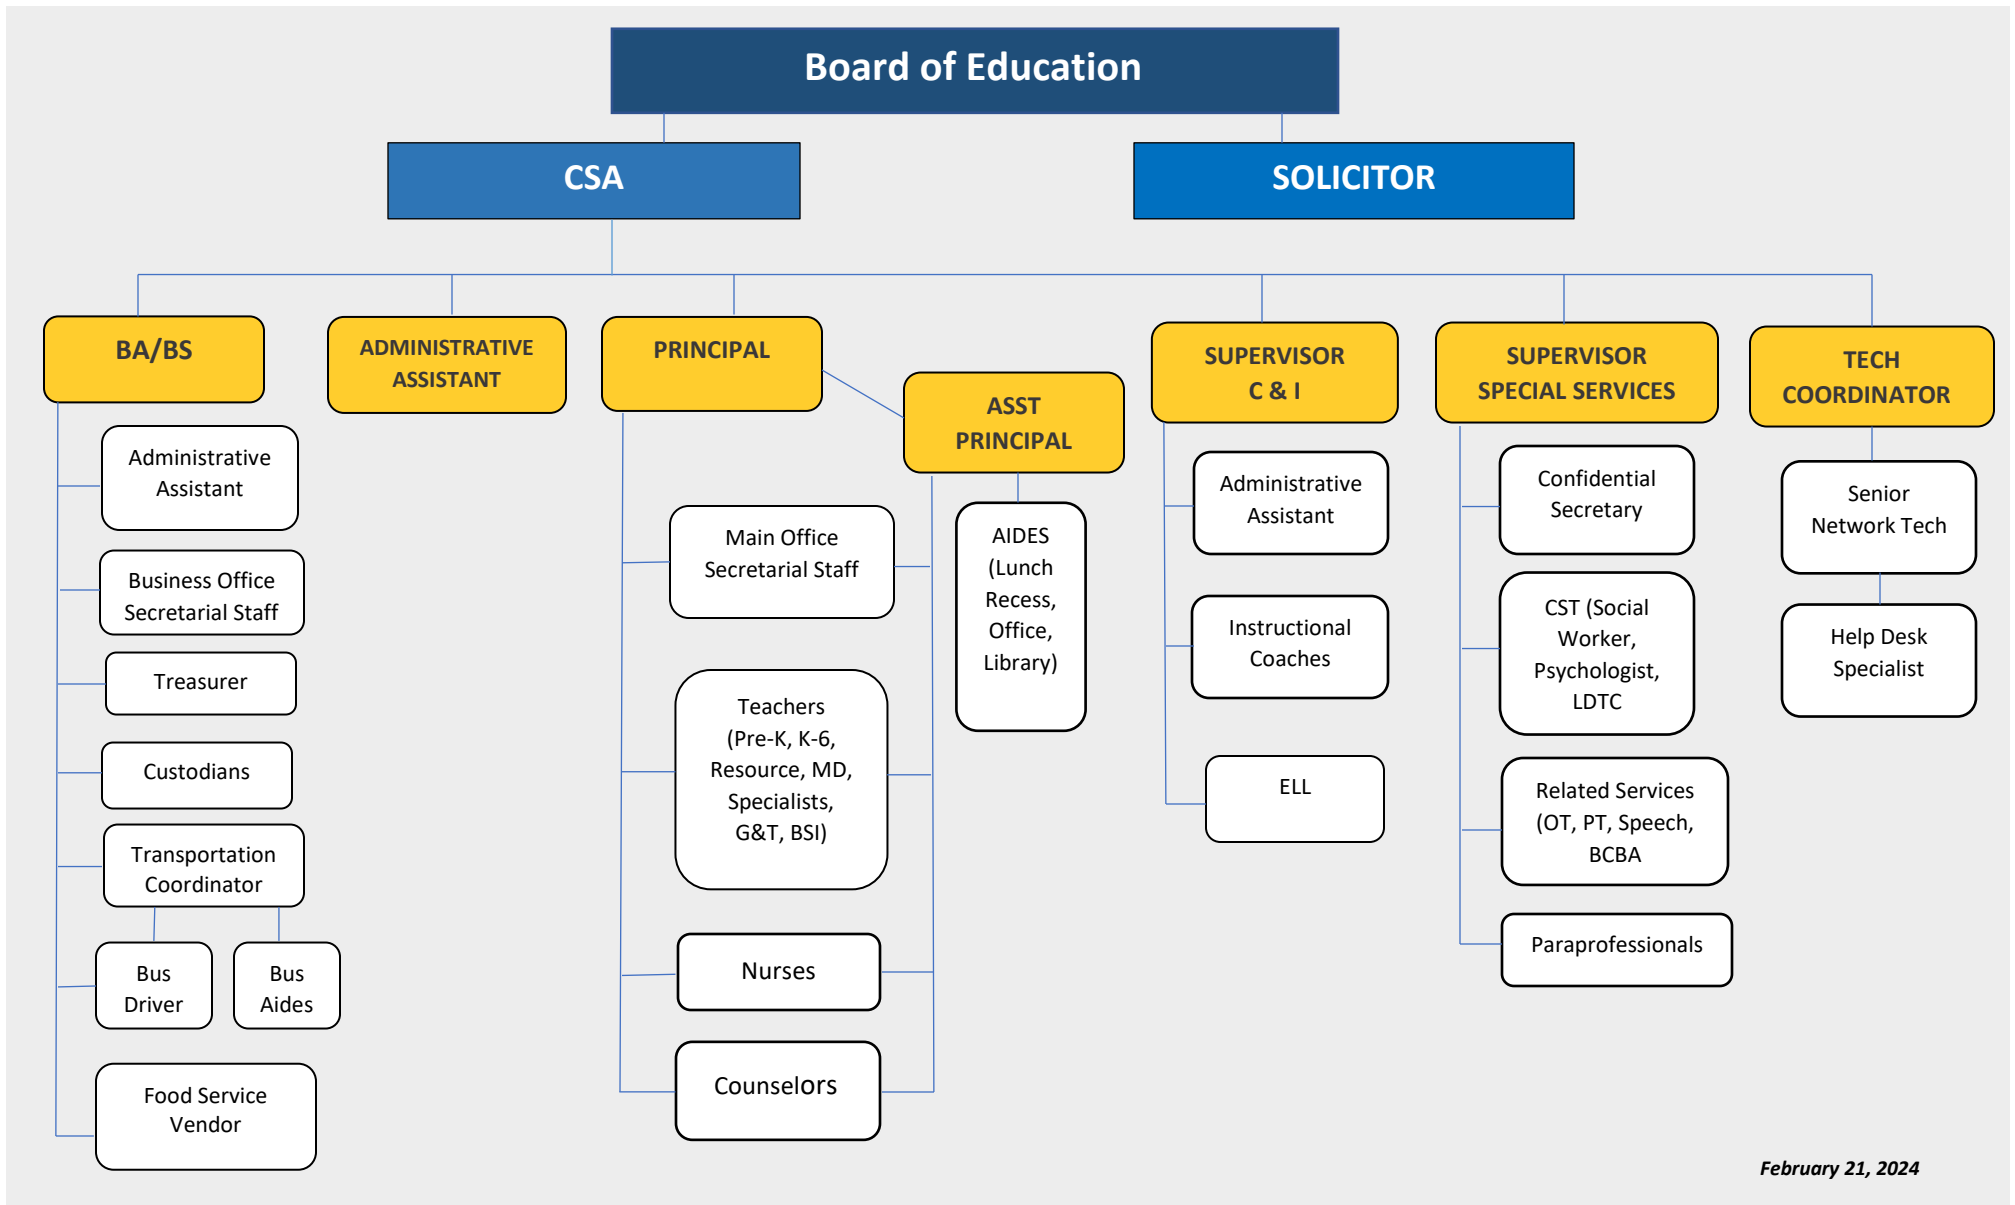 Board of Education
CSA
SOLICITOR
BA/BS
ADMINISTRATIVE
ASSISTANT
PRINCIPAL
ASST
PRINCIPAL
SUPERVISOR
C & I
SUPERVISOR
SPECIAL SERVICES
TECH
COORDINATOR
Administrative
Assistant
Business Office
Secretarial Staff
Treasurer
Custodians
Transportation
Coordinator
Bus
Driver
Bus
Aides
Food Service
Vendor
Main Office
Secretarial Staff
Teachers
(Pre-K, K-6,
Resource, MD,
Specialists,
G&T, BSI)
Nurses
Counselors
AIDES
(Lunch
Recess,
Office,
Library)
Administrative
Assistant
Instructional
Coaches
ELL
Confidential
Secretary
CST (Social
Worker,
Psychologist,
LDTC
Related Services
(OT, PT, Speech,
BCBA
Paraprofessionals
Senior
Network Tech
Help Desk
Specialist
February 21, 2024